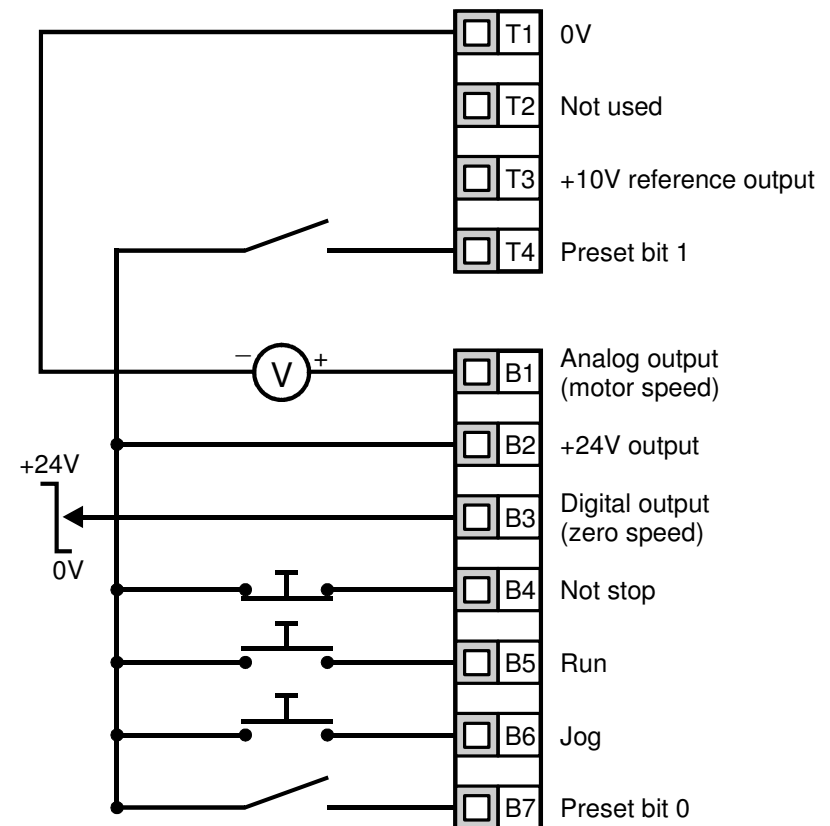 T1 0V
T2 Not used
T3 +10V reference output
T4 Preset bit 1
− V +
B1 Analog output
(motor speed)
B2 +24V output
+24V
B3 Digital output
(zero speed)
0V
B4 Not stop
B5 Run
B6 Jog
B7 Preset bit 0